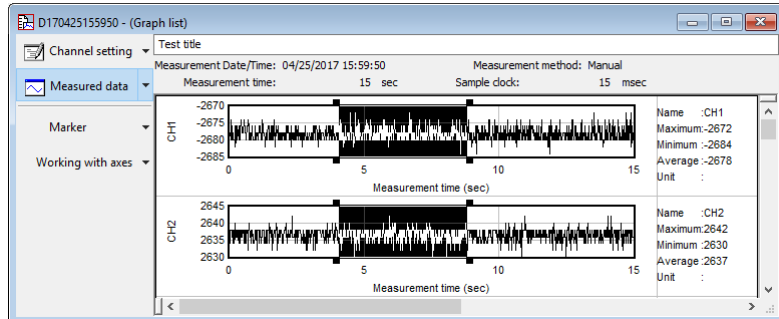 D170425155950 - (Graph list)
Channel setting
Test title
Measurement Date/Time: 04/25/2017 15:59:50 Measurement method: Manual
Measured data
Measurement time: 15 sec Sample clock: 15 msec
Marker
Working with axes
CH1
-2670
-2675
-2680
-2685
0 5 10 15
Measurement time (sec)
Name :CH1
Maximum:-2672
Minimum :-2684
Average :-2678
Unit :
CH2
2645
2640
2635
2630
0 5 10 15
Measurement time (sec)
Name :CH2
Maximum:2642
Minimum :2630
Average :2637
Unit :